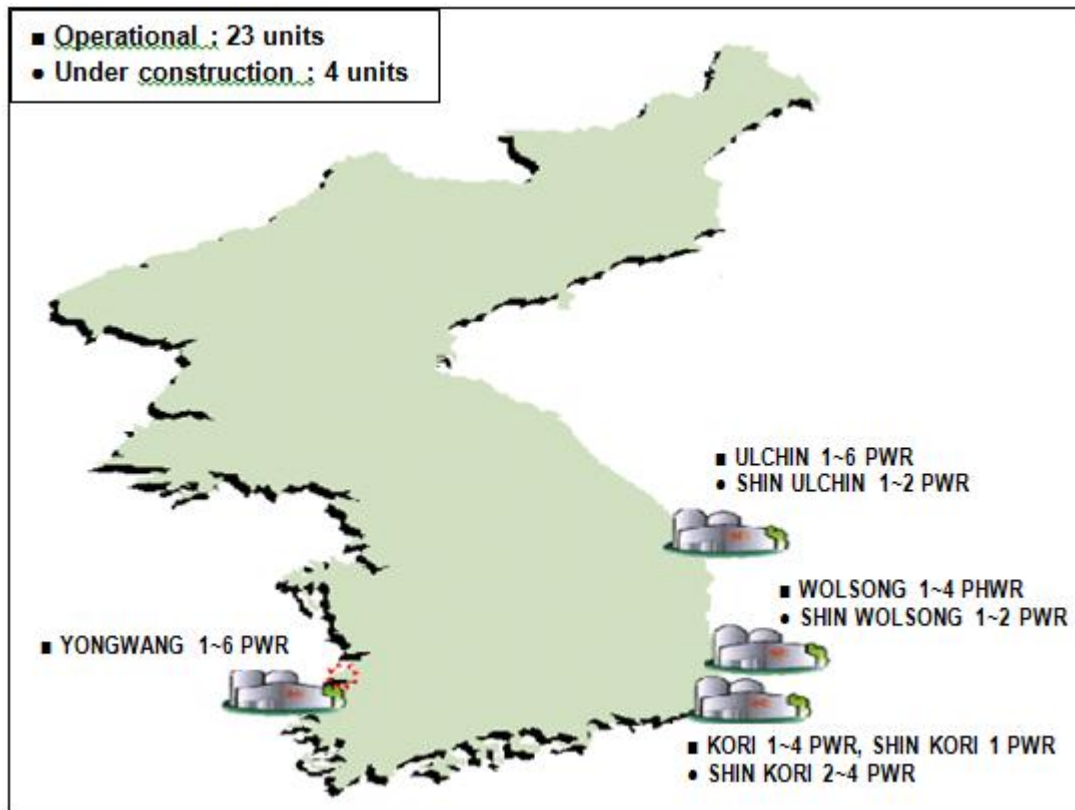 ■ Operational : 23 units
● Under construction : 4 units
■ ULCHIN 1~6 PWR
● SHIN ULCHIN 1~2 PWR
■ WOLSONG 1~4 PHWR
● SHIN WOLSONG 1~2 PWR
■ YONGWANG 1~6 PWR
■ KORI 1~4 PWR, SHIN KORI 1 PWR
● SHIN KORI 2~4 PWR